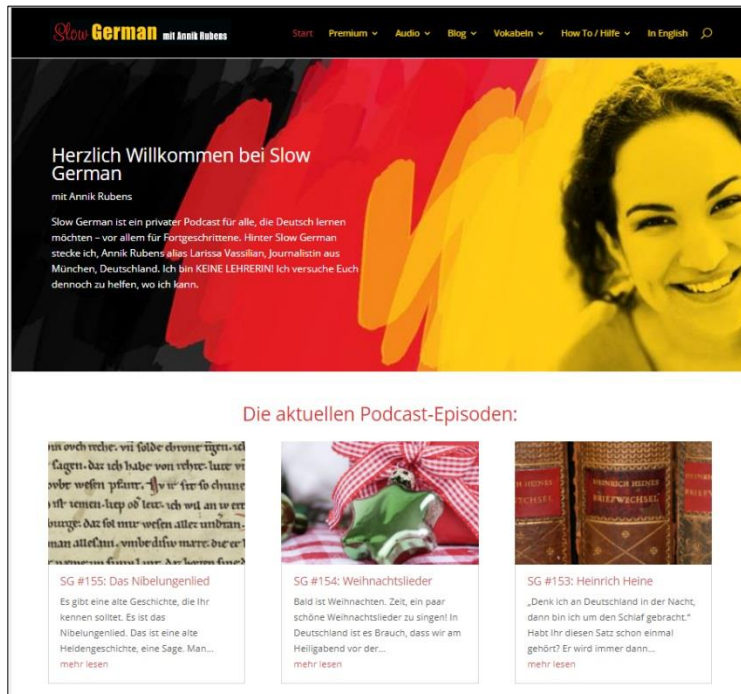 Slow German mit Annik Rubens
Start Premium Audio Blog Vokabeln How To / Hilfe In English
Herzlich Willkommen bei Slow
German
mit Annik Rubens
Slow German ist ein privater Podcast für alle, die Deutsch lernen
möchten – vor allem für Fortgeschrittene. Hinter Slow German
stecke ich, Annik Rubens alias Larissa Vassilian, Journalistin aus
München, Deutschland. Ich bin KEINE LEHRERIN! Ich versuche Euch
dennoch zu helfen, wo ich kann.
Die aktuellen Podcast-Episoden:
SG #155: Das Nibelungenlied
Es gibt eine alte Geschichte, die Ihr
kennen solltet. Es ist das
Nibelungenlied. Das ist eine alte
Heldengeschichte, eine Sage. Man...
mehr lesen
SG #154: Weihnachtslieder
Bald ist Weihnachten. Zeit, ein paar
schöne Weihnachtslieder zu singen! In
Deutschland ist es Brauch, dass wir am
Heiligabend vor der...
mehr lesen
HEINRICH HEINES
BRIEFWECHSEL
SG #153: Heinrich Heine
„Denk ich an Deutschland in der Nacht,
dann bin ich um den Schlaf gebracht.“
Habt Ihr diesen Satz schon einmal
gehört? Er wird immer dann...
mehr lesen